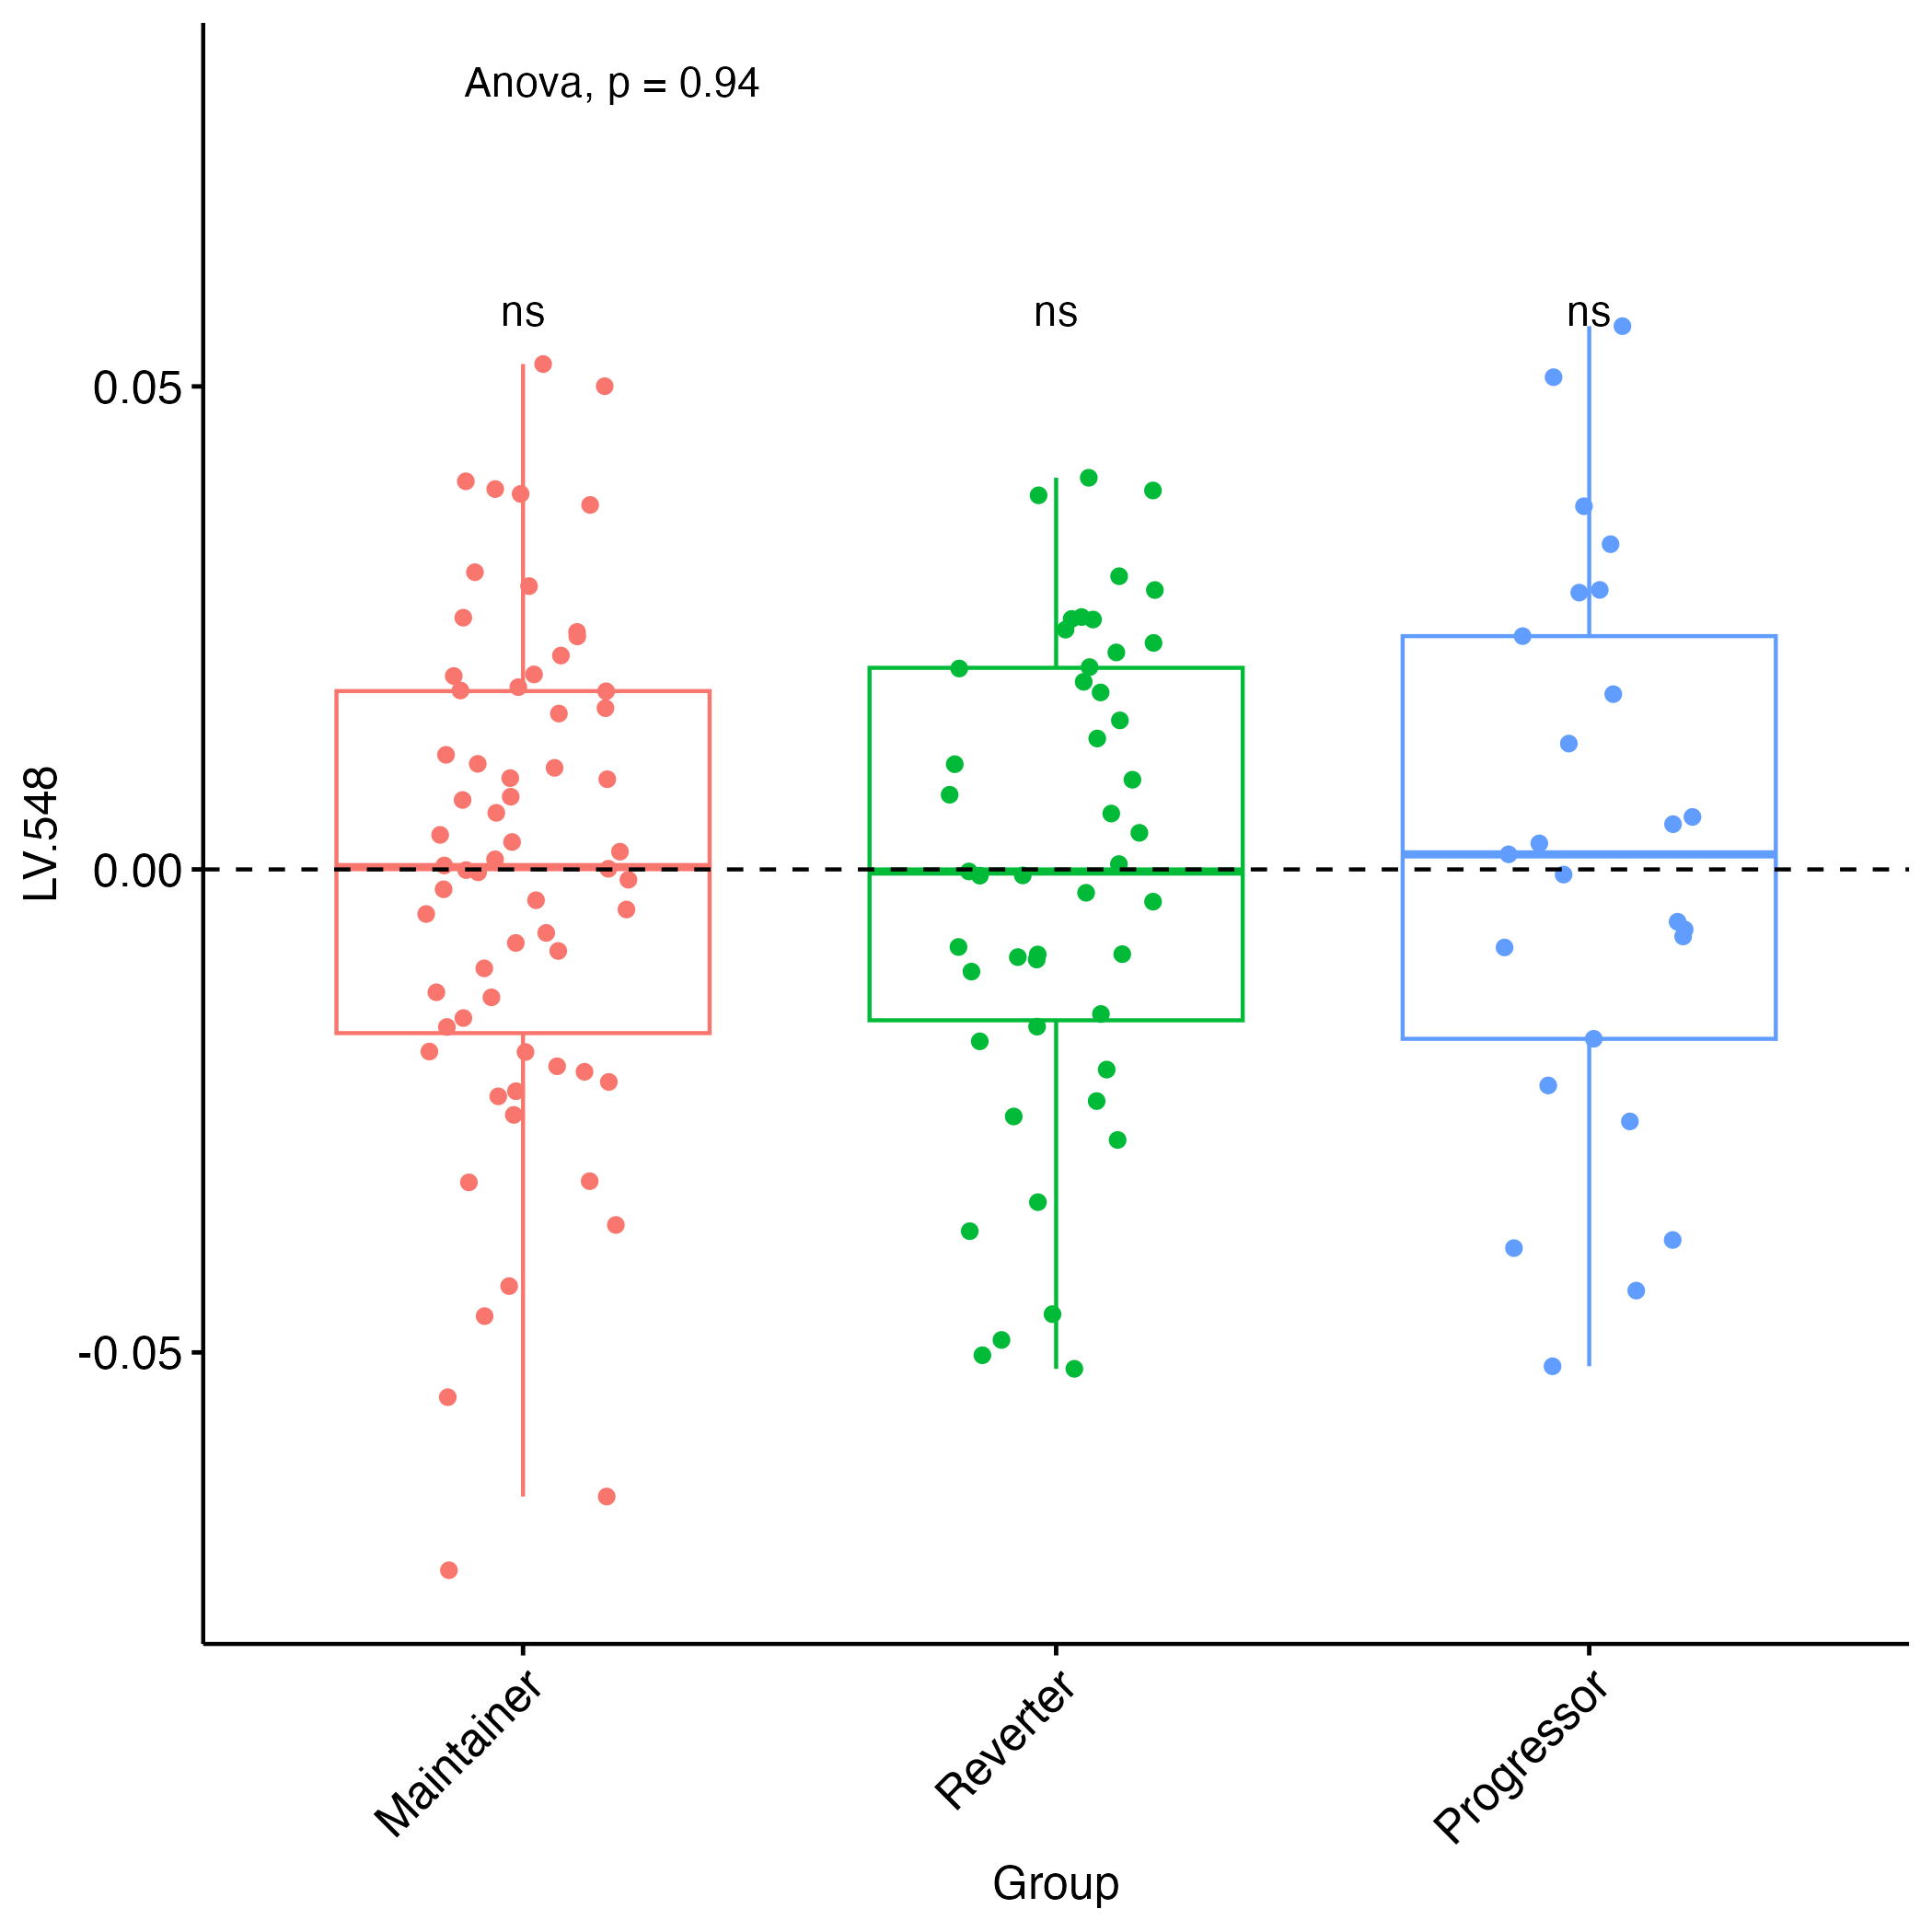 Anova, p = 0.94
ns ns ns
0.05
0.00
-0.05
LV.548
Maintainer Reverter Progressor
Group